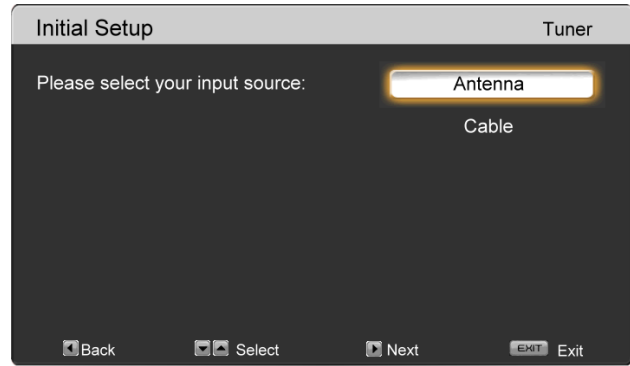 Initial Setup Tuner
Please select your input source: Antenna
Cable
Back Select Next EXIT Exit